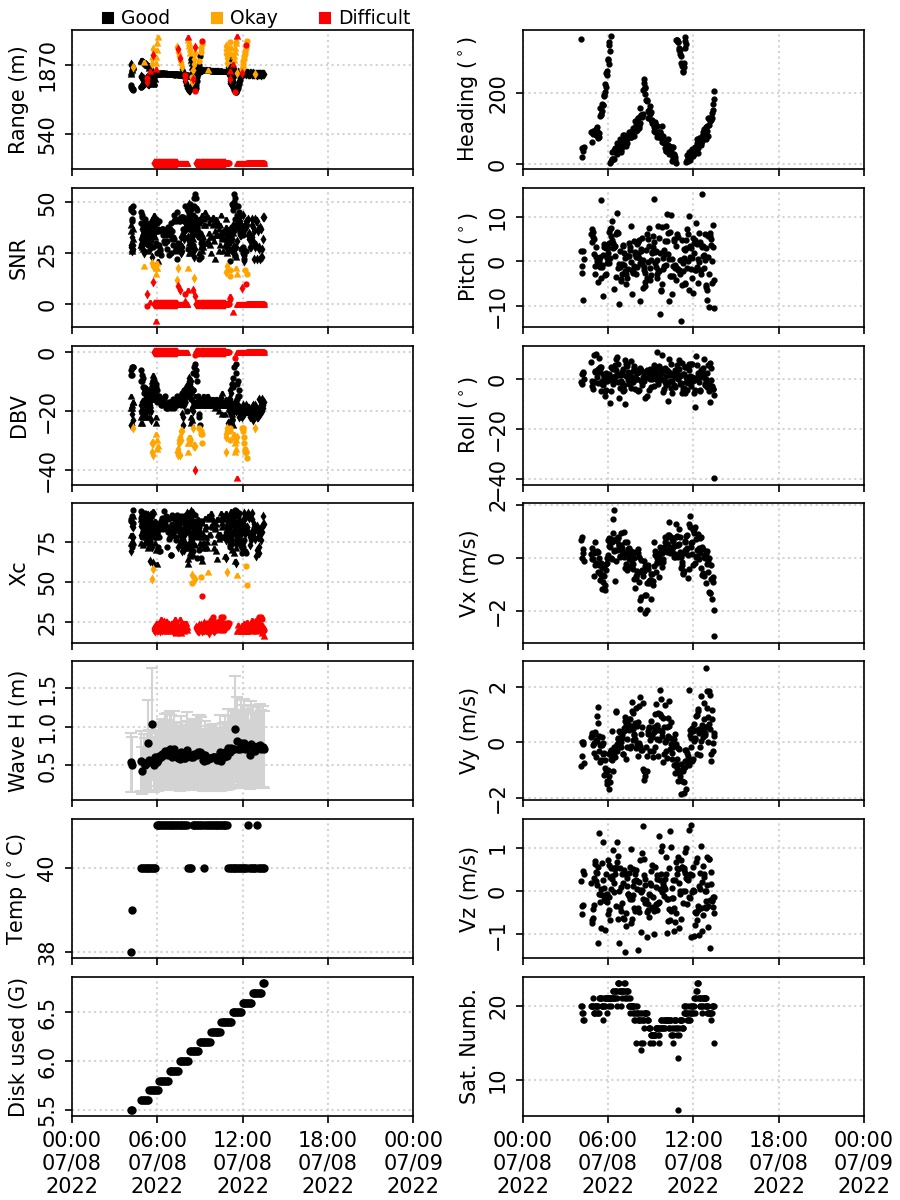 Good Okay Difficult
Range (m)
1870
540
Heading (°)
200
0
SNR
50
25
0
Pitch (°)
10
0
−10
DBV
0
−20
−40
Roll (°)
0
−20
−40
Xc
75
50
25
Vx (m/s)
2
0
−2
Wave H (m)
1.5
1.0
0.5
Vy (m/s)
2
0
−2
Temp (°C)
40
38
Vz (m/s)
1
0
−1
Disk used (G)
6.5
6.0
5.5
Sat. Numb.
20
10
00:00 06:00 12:00 18:00 00:00
07/08 07/08 07/08 07/08 07/09
2022 2022 2022 2022 2022
00:00 06:00 12:00 18:00 00:00
07/08 07/08 07/08 07/08 07/09
2022 2022 2022 2022 2022